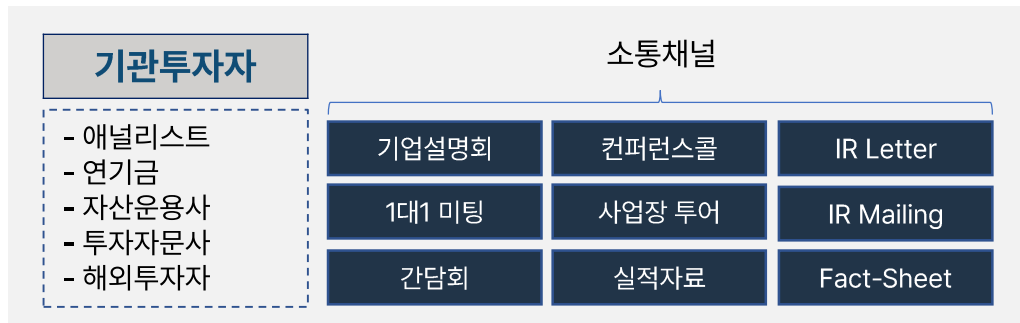 기관투자자
- 애널리스트
- 연기금
- 자산운용사
- 투자자문사
- 해외투자자
소통채널
기업설명회
컨퍼런스콜
IR Letter
1대1 미팅
사업장 투어
IR Mailing
간담회
실적자료
Fact-Sheet